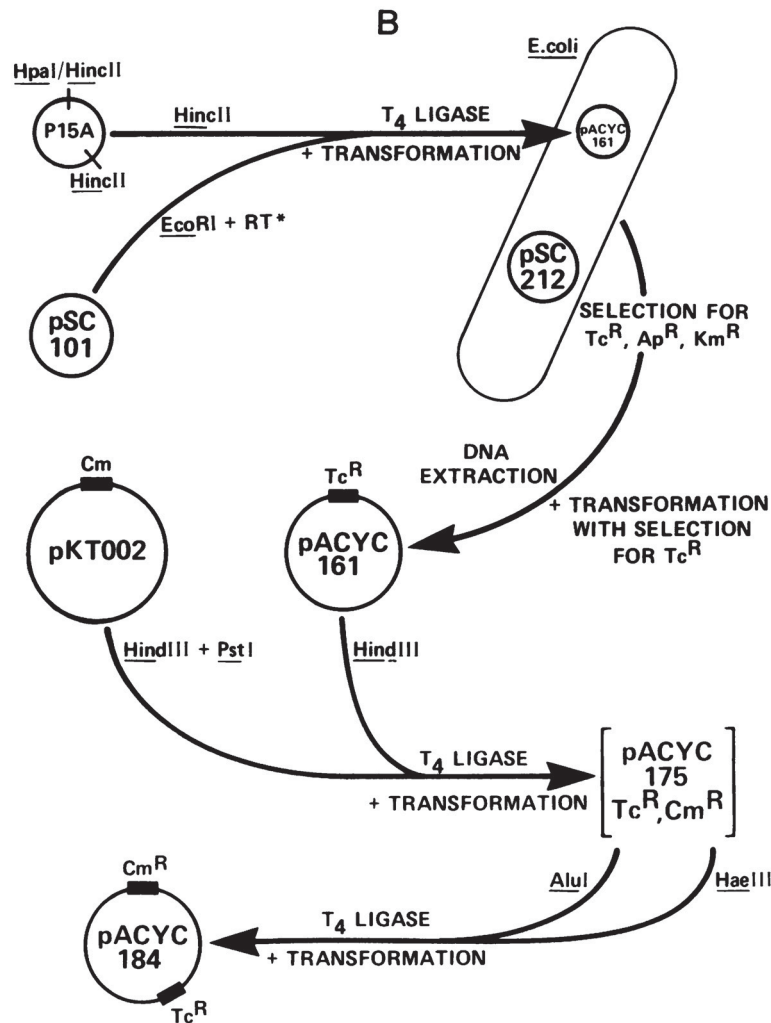 B
E.coli
HpaI/HincII
P15A
HincII
HincII
T4 LIGASE
+ TRANSFORMATION
pACYC
161
EcoRI + RT*
pSC
101
pSC
212
SELECTION FOR
TcR, ApR, KmR
DNA
EXTRACTION
+ TRANSFORMATION
WITH SELECTION
FOR TcR
Cm
pKT002
TcR
pACYC
161
HindIII + PstI
HindIII
T4 LIGASE
+ TRANSFORMATION
pACYC
175
TcR,CmR
AluI
HaeIII
T4 LIGASE
+ TRANSFORMATION
CmR
pACYC
184
TcR